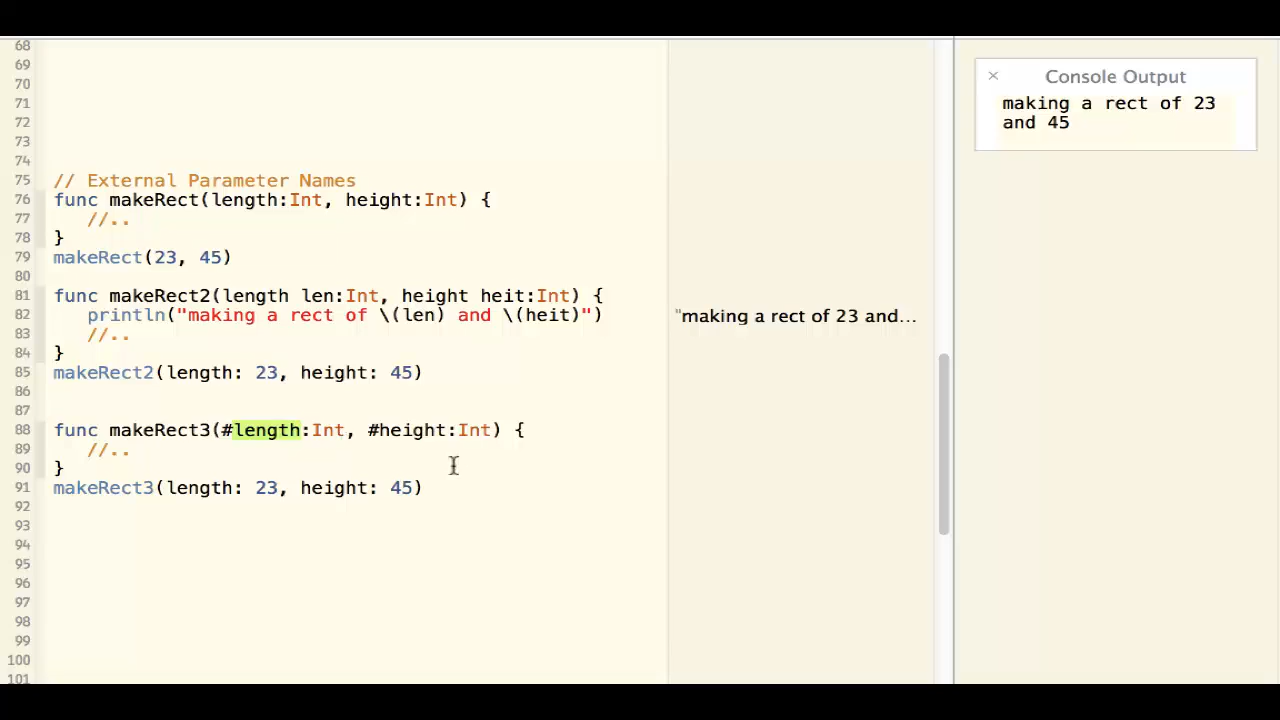 68
69
70
71
72
73
74
75 // External Parameter Names
76 func makeRect(length:Int, height:Int) {
77 //..
78 }
79 makeRect(23, 45)
80
81 func makeRect2(length len:Int, height heit:Int) {
82 println("making a rect of \(len) and \(heit)")
83 //..
84 }
85 makeRect2(length: 23, height: 45)
86
87
88 func makeRect3(#length:Int, #height:Int) {
89 //..
90 }
91 makeRect3(length: 23, height: 45)
92
93
94
95
96
97
98
99
100
101
"making a rect of 23 and...
× Console Output
making a rect of 23
and 45